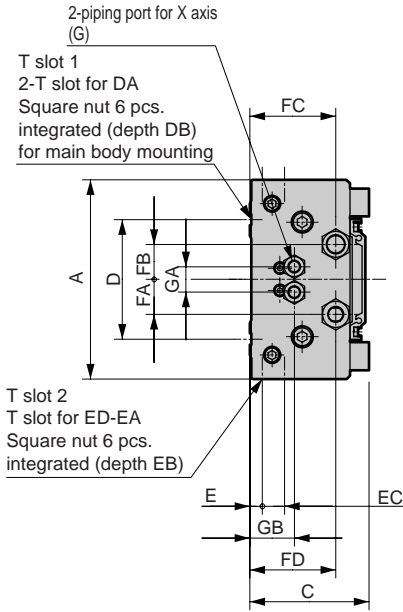 2-piping port for X axis
(G)
T slot 1
2-T slot for DA
Square nut 6 pcs.
integrated (depth DB)
for main body mounting
FC
A
D
FA
FB
GA
T slot 2
T slot for ED-EA
Square nut 6 pcs.
integrated (depth EB)
E
EC
GB
FD
C